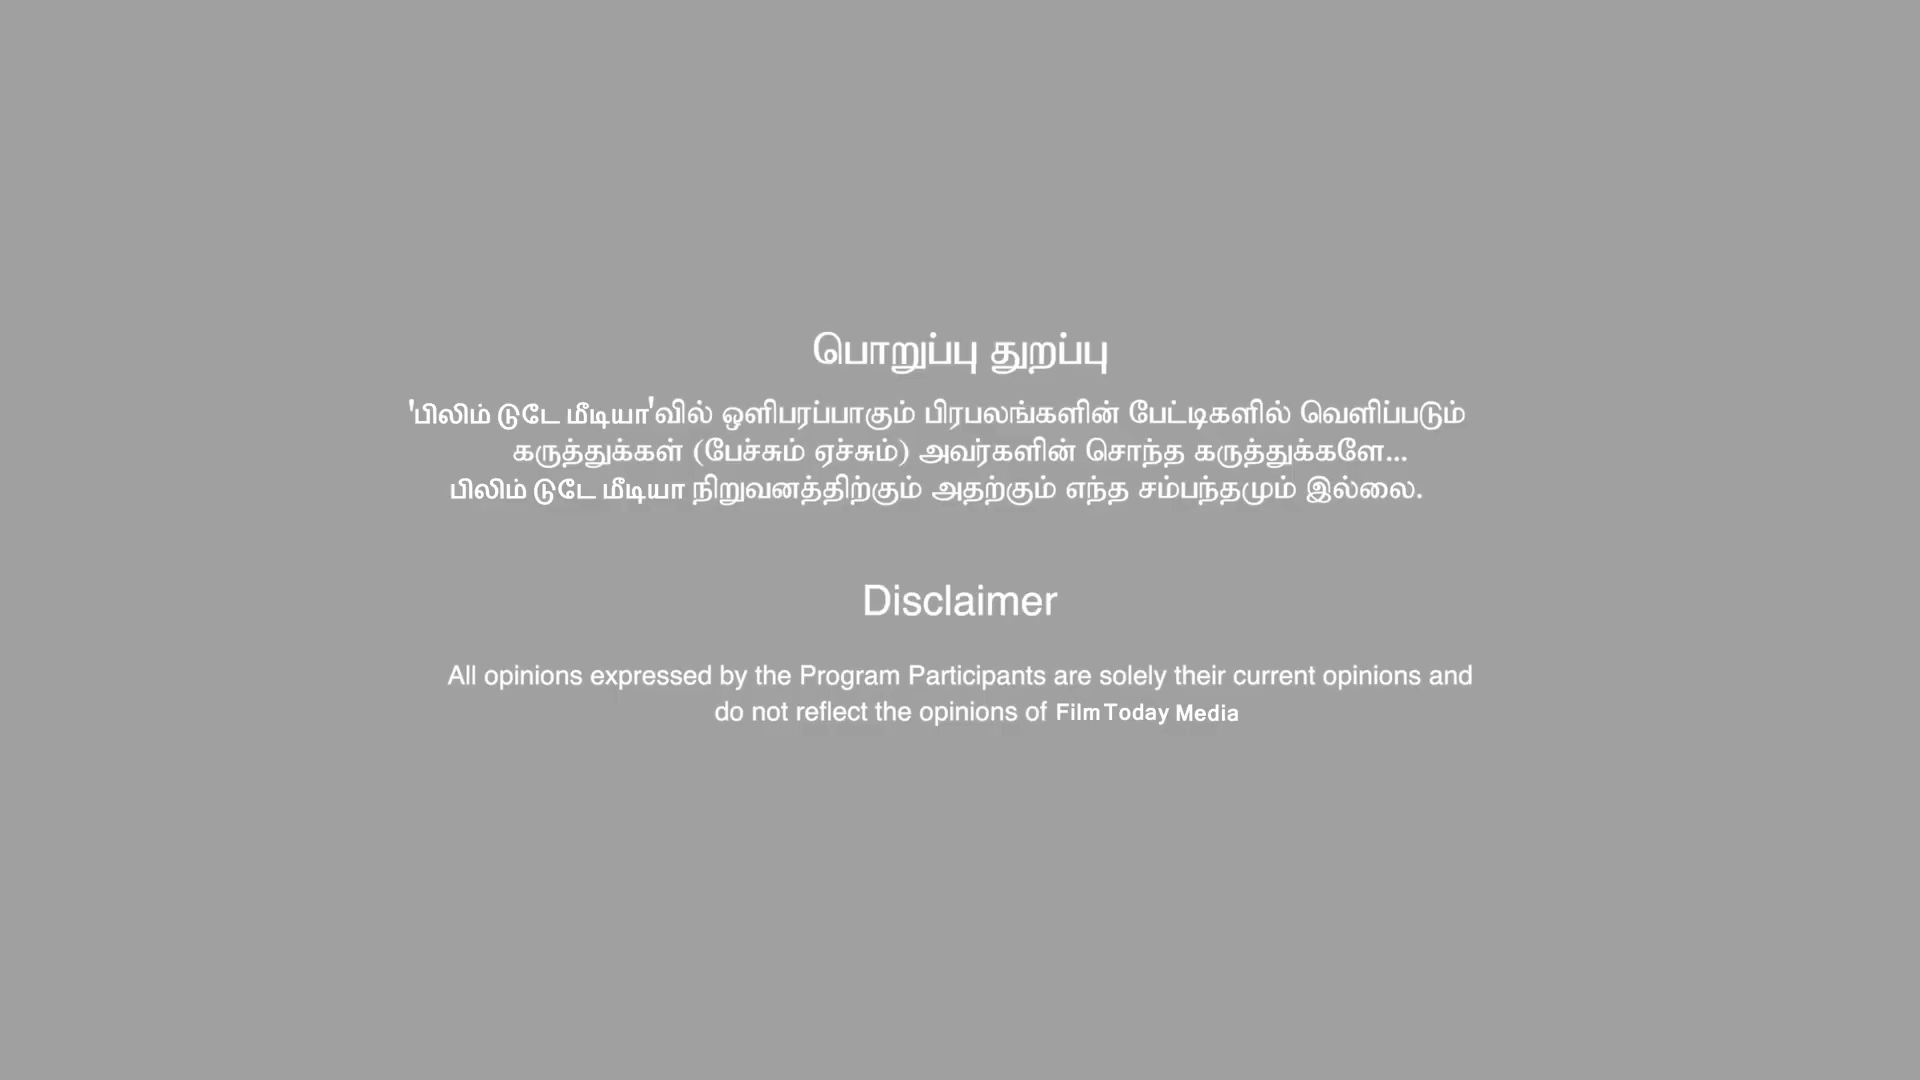 பொறுப்பு துறப்பு
'பிலிம் டுடே மீடியா'வில் ஒளிபரப்பாகும் பிரபலங்களின் பேட்டிகளில் வெளிப்படும்
கருத்துக்கள் (பேச்சும் ஏச்சும்) அவர்களின் சொந்த கருத்துக்களே...
பிலிம் டுடே மீடியா நிறுவனத்திற்கும் அதற்கும் எந்த சம்பந்தமும் இல்லை.
Disclaimer
All opinions expressed by the Program Participants are solely their current opinions and
do not reflect the opinions of Film Today Media